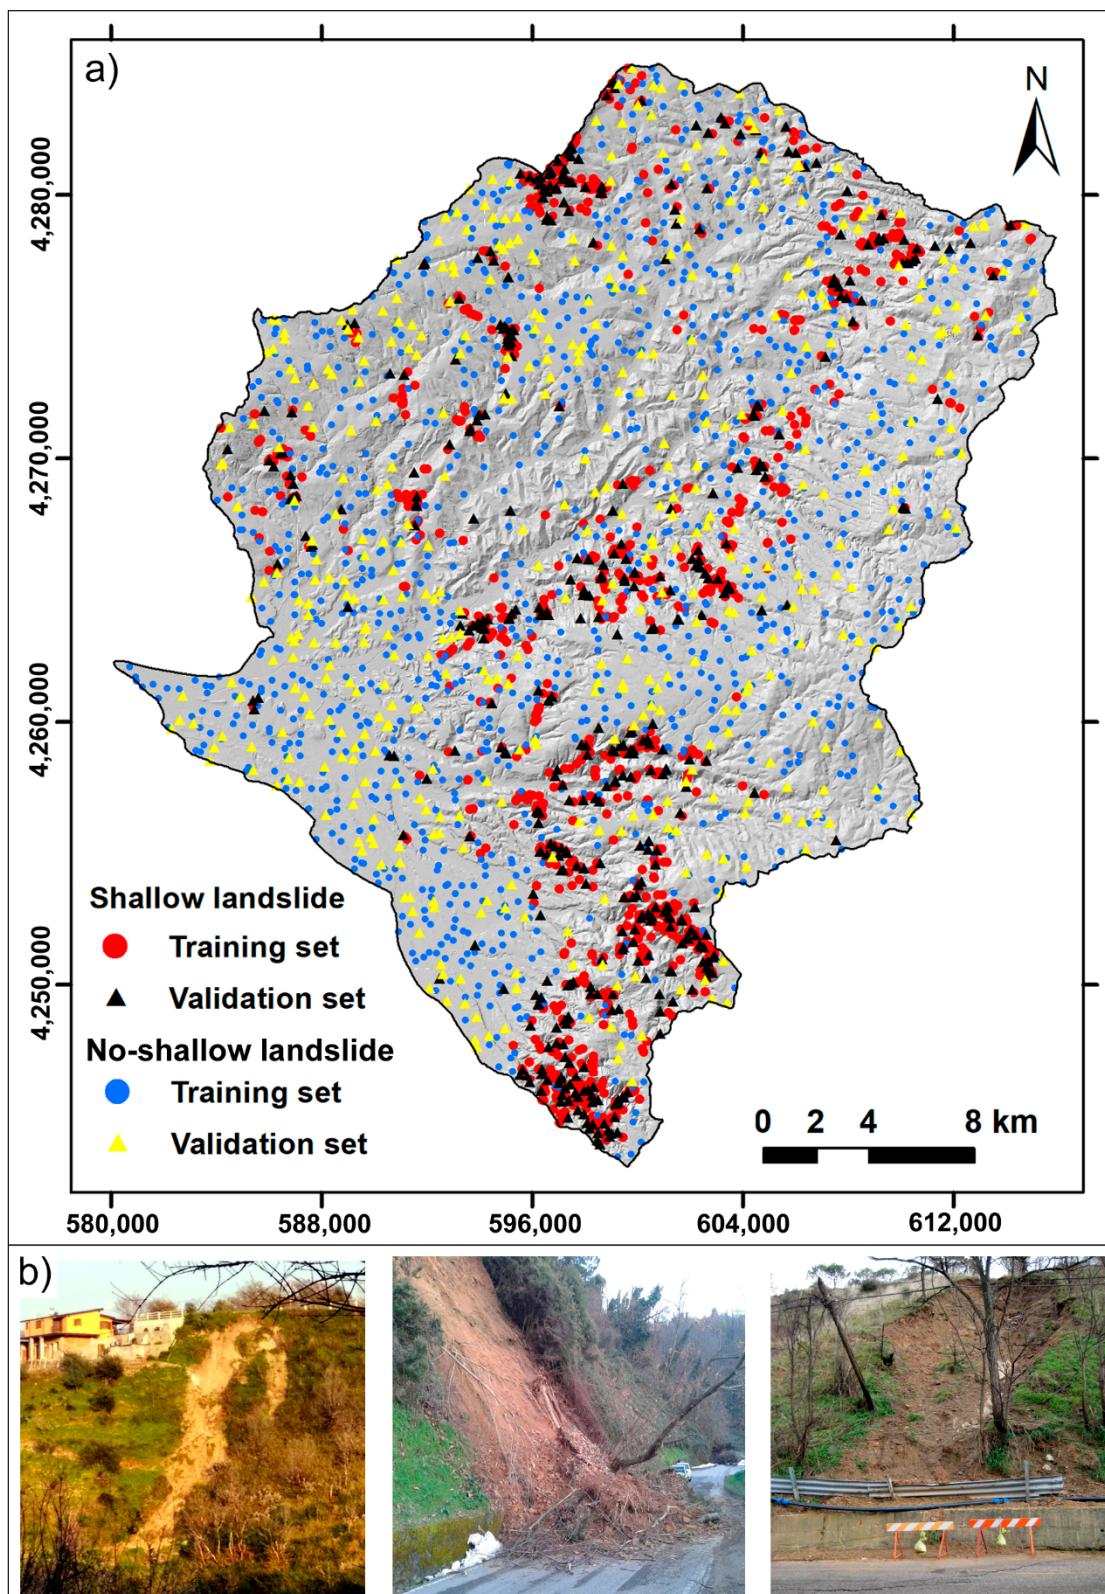 a)
N
4,280,000
4,270,000
4,260,000
4,250,000
Shallow landslide
Training set
Validation set
No-shallow landslide
Training set
Validation set
0 2 4 8 km
580,000 588,000 596,000 604,000 612,000
b)